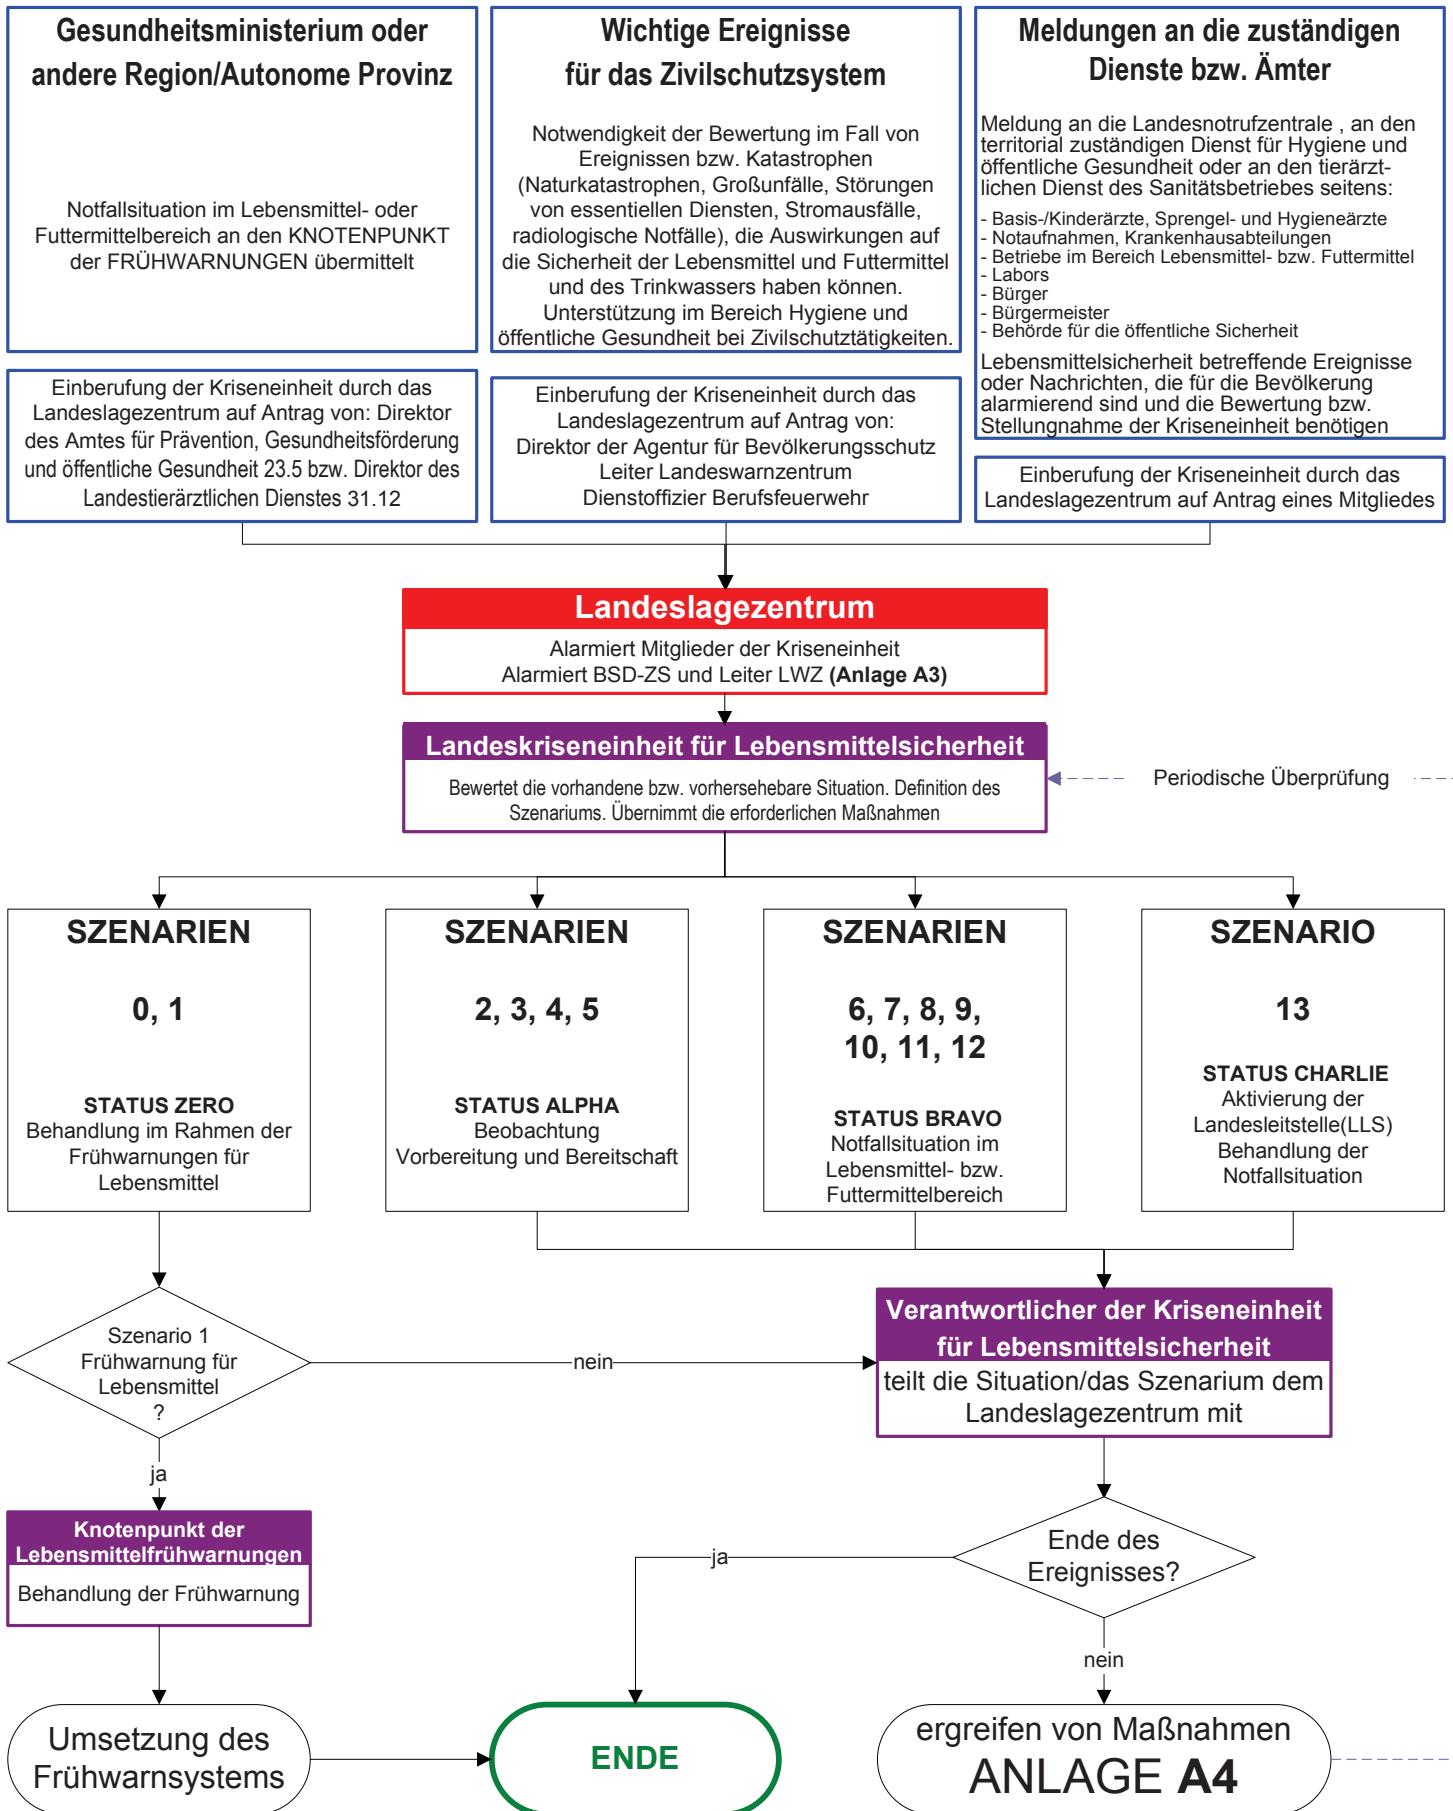 Gesundheitsministerium oder
andere Region/Autonome Provinz
Notfallsituation im Lebensmittel- oder
Futtermittelbereich an den KNOTENPUNKT
der FRÜHWARNUNGEN übermittelt
Einberufung der Kriseneinheit durch das
Landeslagezentrum auf Antrag von: Direktor
des Amtes für Prävention, Gesundheitsförderung
und öffentliche Gesundheit 23.5 bzw. Direktor des
Landestierärztlichen Dienstes 31.12
Wichtige Ereignisse
für das Zivilschutzsystem
Notwendigkeit der Bewertung im Fall von
Ereignissen bzw. Katastrophen
(Naturkatastrophen, Großunfälle, Störungen
von essentiellen Diensten, Stromausfälle,
radiologische Notfälle), die Auswirkungen auf
die Sicherheit der Lebensmittel und Futtermittel
und des Trinkwassers haben können.
Unterstützung im Bereich Hygiene und
öffentliche Gesundheit bei Zivilschutztätigkeiten.
Einberufung der Kriseneinheit durch das
Landeslagezentrum auf Antrag von:
Direktor der Agentur für Bevölkerungsschutz
Leiter Landeswarnzentrum
Dienstoffizier Berufsfeuerwehr
Meldungen an die zuständigen
Dienste bzw. Ämter
Meldung an die Landesnotrufzentrale , an den
territorial zuständigen Dienst für Hygiene und
öffentliche Gesundheit oder an den tierärzt-
lichen Dienst des Sanitätsbetriebes seitens:
- Basis-/Kinderärzte, Sprengel- und Hygieneärzte
- Notaufnahmen, Krankenhausabteilungen
- Betriebe im Bereich Lebensmittel- bzw. Futtermittel
- Labors
- Bürger
- Bürgermeister
- Behörde für die öffentliche Sicherheit
Lebensmittelsicherheit betreffende Ereignisse
oder Nachrichten, die für die Bevölkerung
alarmierend sind und die Bewertung bzw.
Stellungnahme der Kriseneinheit benötigen
Einberufung der Kriseneinheit durch das
Landeslagezentrum auf Antrag eines Mitgliedes
Landeslagezentrum
Alarmiert Mitglieder der Kriseneinheit
Alarmiert BSD-ZS und Leiter LWZ (Anlage A3)
Landeskriseneinheit für Lebensmittelsicherheit
Bewertet die vorhandene bzw. vorhersehebare Situation. Definition des
Szenariums. Übernimmt die erforderlichen Maßnahmen
Periodische Überprüfung
SZENARIEN
0, 1
STATUS ZERO
Behandlung im Rahmen der
Frühwarnungen für
Lebensmittel
SZENARIEN
2, 3, 4, 5
STATUS ALPHA
Beobachtung
Vorbereitung und Bereitschaft
SZENARIEN
6, 7, 8, 9,
10, 11, 12
STATUS BRAVO
Notfallsituation im
Lebensmittel- bzw.
Futtermittelbereich
SZENARIO
13
STATUS CHARLIE
Aktivierung der
Landesleitstelle(LLS)
Behandlung der
Notfallsituation
Szenario 1
Frühwarnung für
Lebensmittel
?
nein
Verantwortlicher der Kriseneinheit
für Lebensmittelsicherheit
teilt die Situation/das Szenarium dem
Landeslagezentrum mit
ja
Knotenpunkt der
Lebensmittelfrühwarnungen
Behandlung der Frühwarnung
Ende des
Ereignisses?
ja
nein
Umsetzung des
Frühwarnsystems
ENDE
ergreifen von Maßnahmen
ANLAGE A4